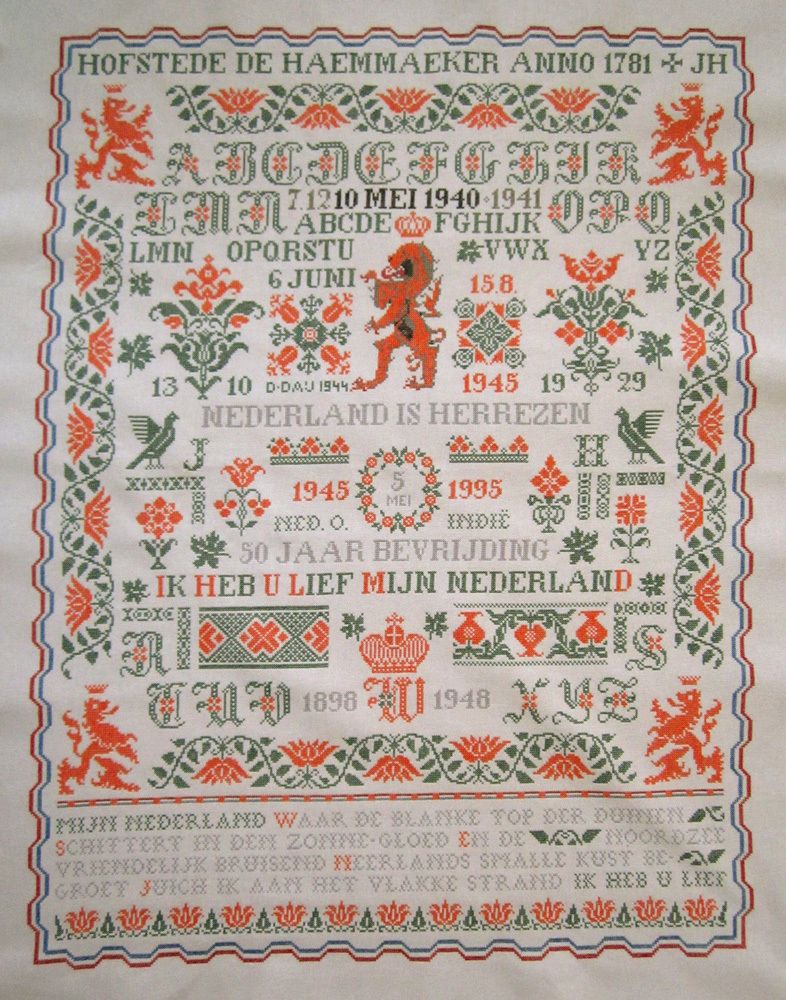 HOFSTEDE DE HAEMMAEKER ANNO 1781 ✢ JH
ABCDEFGHIJK
7.12 10 MEI 1940 · 1941
LMN OPQ
ABCDE FGHIJK
LMN OPQRSTU VWX YZ
6 JUNI 15.8.
13 10 D-DAY 1944 1945 19 29
NEDERLAND IS HERREZEN
J H
1945 5 MEI 1995
NED. O. INDIË
50 JAAR BEVRIJDING
IK HEB U LIEF MIJN NEDERLAND
R S
TUV 1898 W 1948 XYZ
MIJN NEDERLAND WAAR DE BLANKE TOP DER DUINEN
SCHITTERT IN DEN ZONNE-GLOED EN DE NOORDZEE
VRIENDELIJK BRUISEND NEERLANDS SMALLE KUST BE-
GROET JUICH IK AAN HET VLAKKE STRAND IK HEB U LIEF